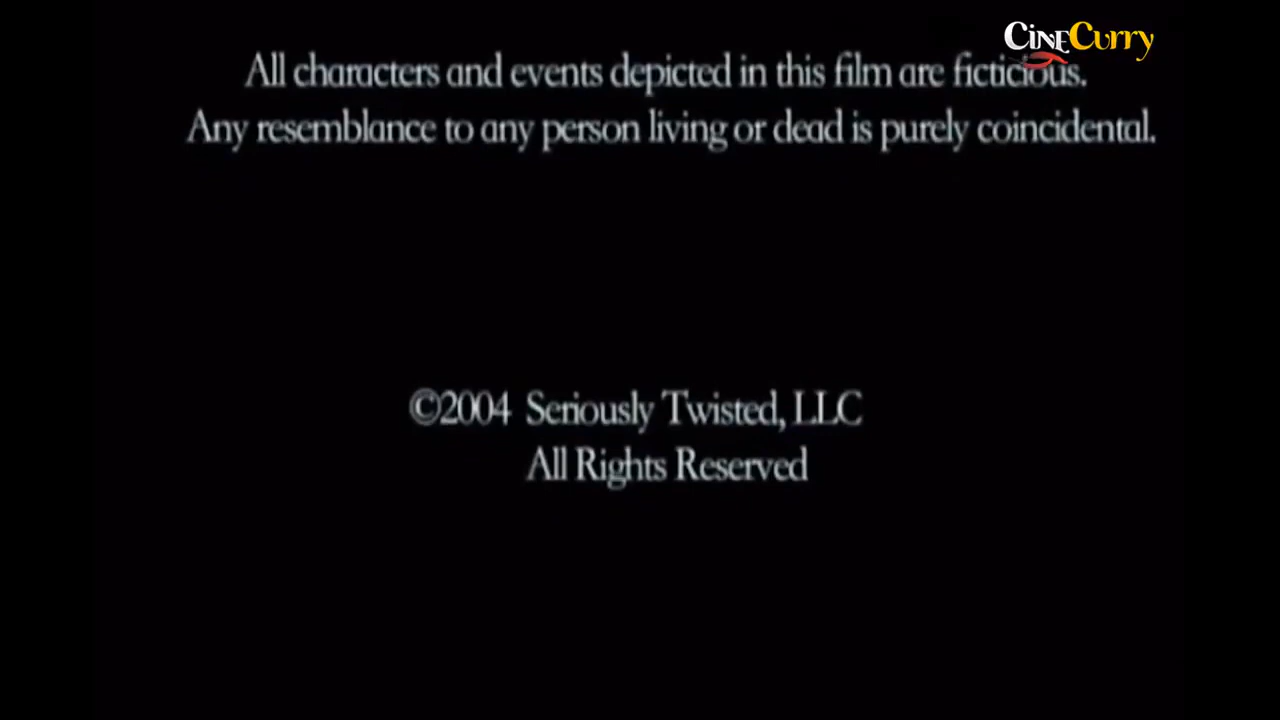 CineCurry
All characters and events depicted in this film are ficticious.
Any resemblance to any person living or dead is purely coincidental.
©2004 Seriously Twisted, LLC
All Rights Reserved